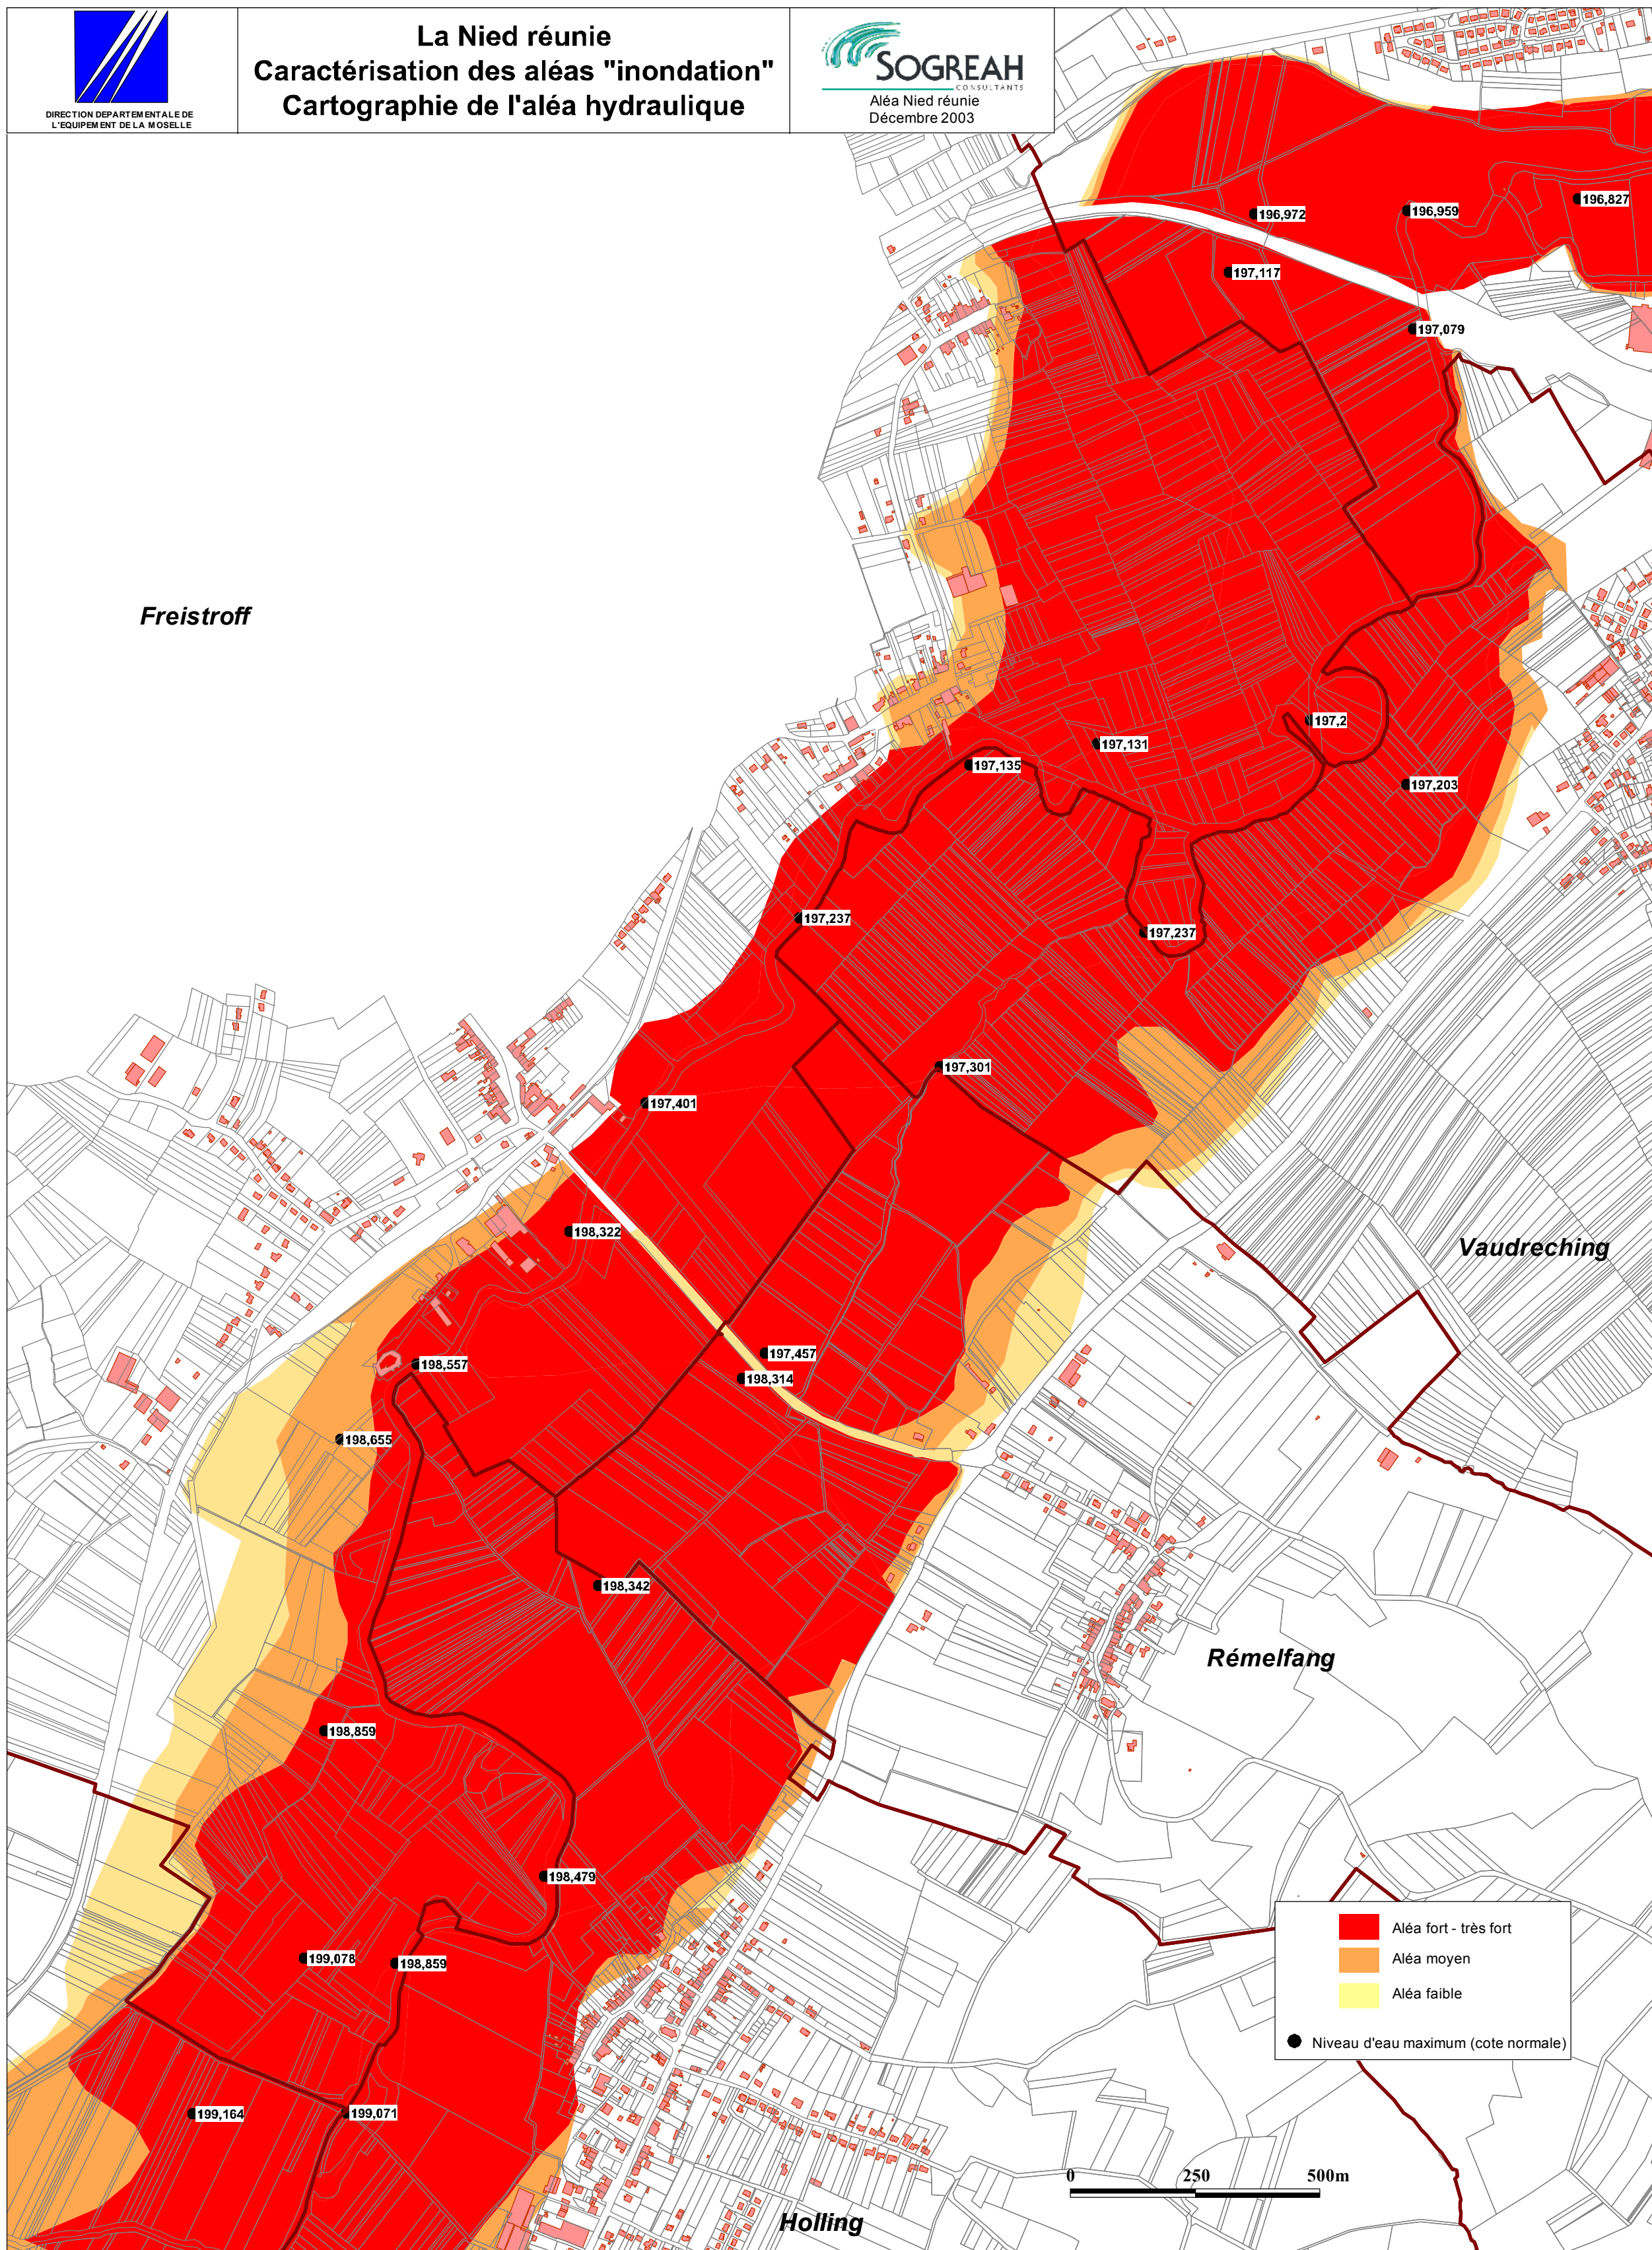 DIRECTION DEPARTEMENTALE DE
L'EQUIPEMENT DE LA MOSELLE
La Nied réunie
Caractérisation des aléas "inondation"
Cartographie de l'aléa hydraulique
SOGREAH
CONSULTANTS
Aléa Nied réunie
Décembre 2003
196,827
196,959
196,972
197,117
197,079
Freistroff
197,2
197,131
197,135
197,203
197,237
197,237
197,301
197,401
198,322
Vaudreching
197,457
198,557
198,314
198,655
198,342
Rémelfang
198,859
198,479
Aléa fort - très fort
199,078
198,859
Aléa moyen
Aléa faible
Niveau d'eau maximum (cote normale)
199,164
199,071
0 250 500m
Holling